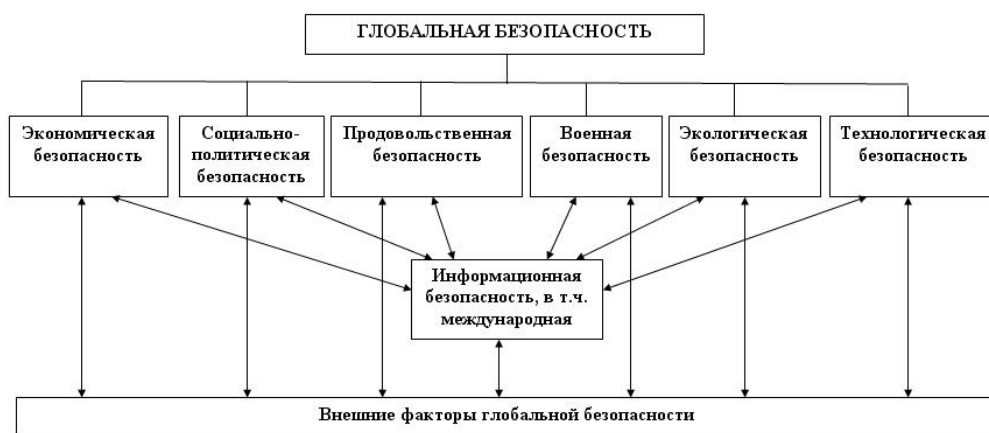 ГЛОБАЛЬНАЯ БЕЗОПАСНОСТЬ
Экономическая
безопасность
Социально-
политическая
безопасность
Продовольственная
безопасность
Военная
безопасность
Экологическая
безопасность
Технологическая
безопасность
Информационная
безопасность, в т.ч.
международная
Внешние факторы глобальной безопасности